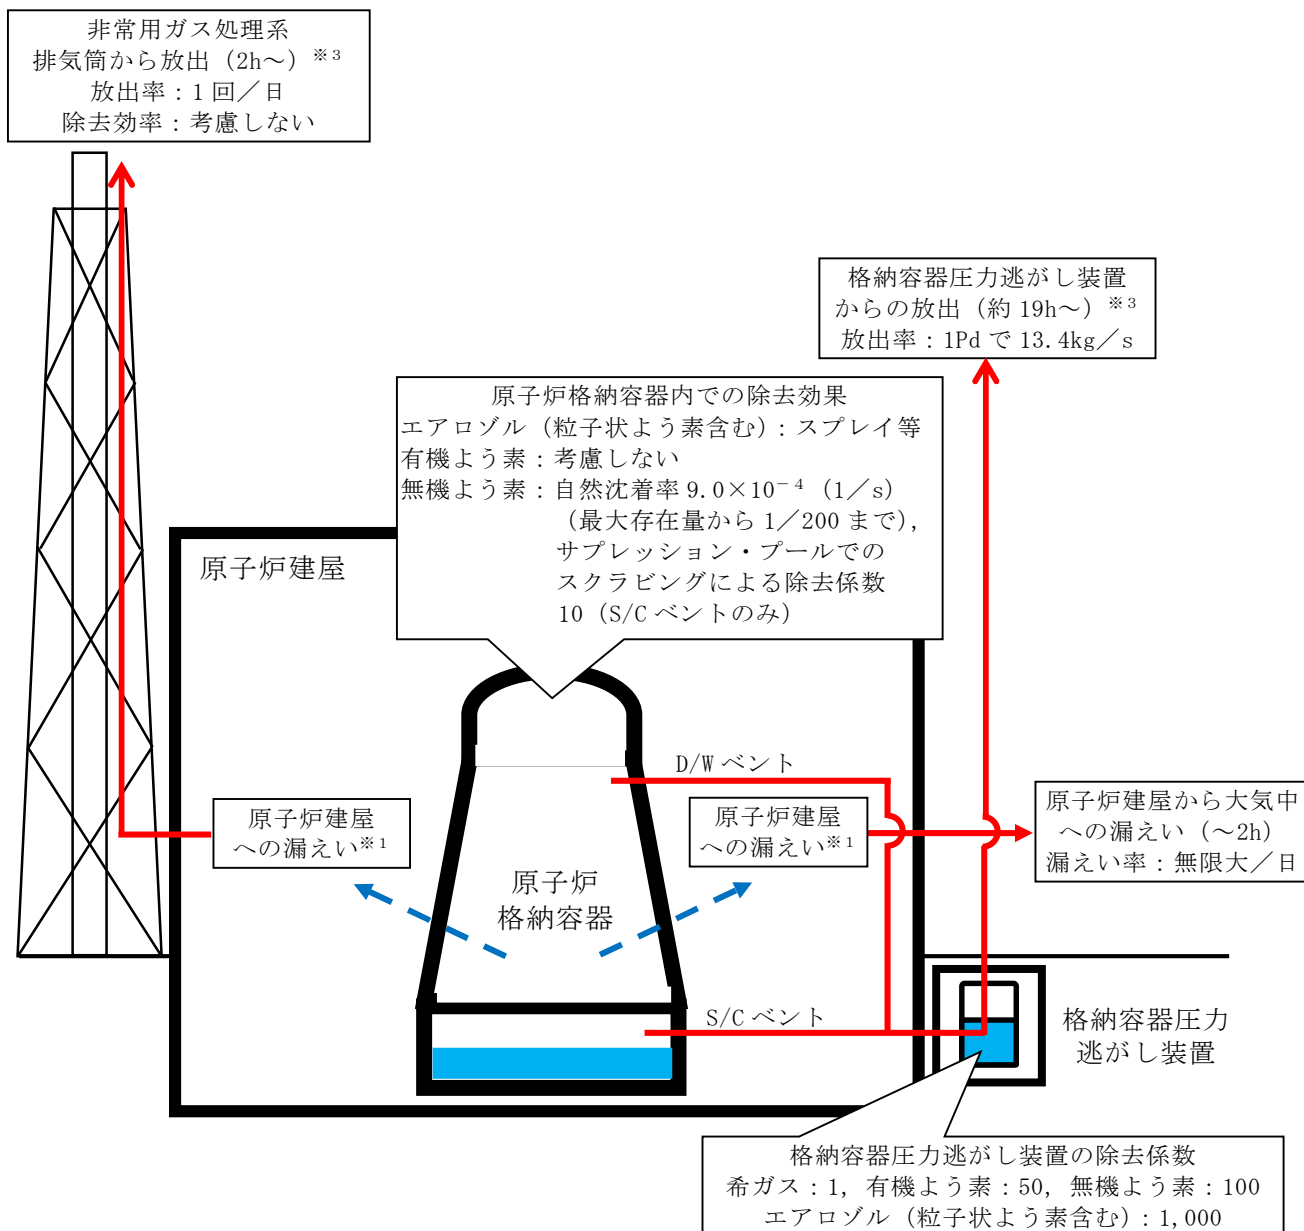 非常用ガス処理系
排気筒から放出（2h～）※3
放出率：1回／日
除去効率：考慮しない
格納容器圧力逃がし装置
からの放出（約19h～）※3
放出率：1Pdで13.4kg／s
原子炉格納容器内での除去効果
エアロゾル（粒子状よう素含む）：スプレイ等
有機よう素：考慮しない
無機よう素：自然沈着率9.0×10⁻⁴（1／s）
（最大存在量から1／200まで），
サプレッション・プールでの
スクラビングによる除去係数
10（S/Cベントのみ）
原子炉建屋
D/Wベント
原子炉建屋
への漏えい※1
原子炉建屋
への漏えい※1
原子炉建屋から大気中
への漏えい（～2h）
漏えい率：無限大／日
原子炉
格納容器
S/Cベント
格納容器圧力
逃がし装置
格納容器圧力逃がし装置の除去係数
希ガス：1，有機よう素：50，無機よう素：100
エアロゾル（粒子状よう素含む）：1,000